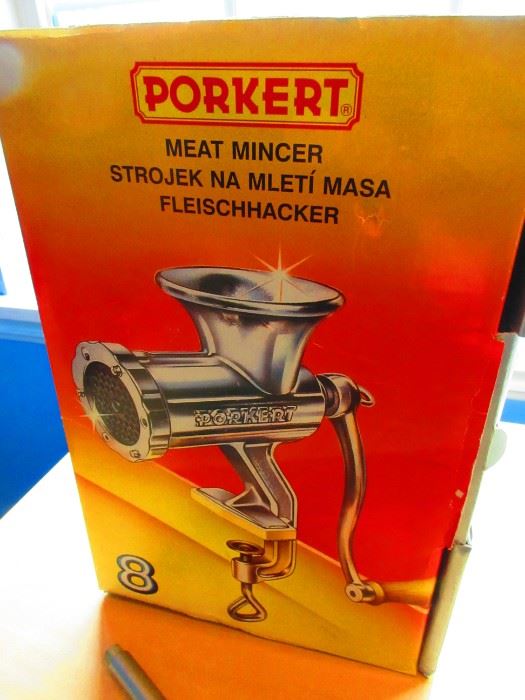 PORKERT®
MEAT MINCER
STROJEK NA MLETÍ MASA
FLEISCHHACKER
PORKERT
8